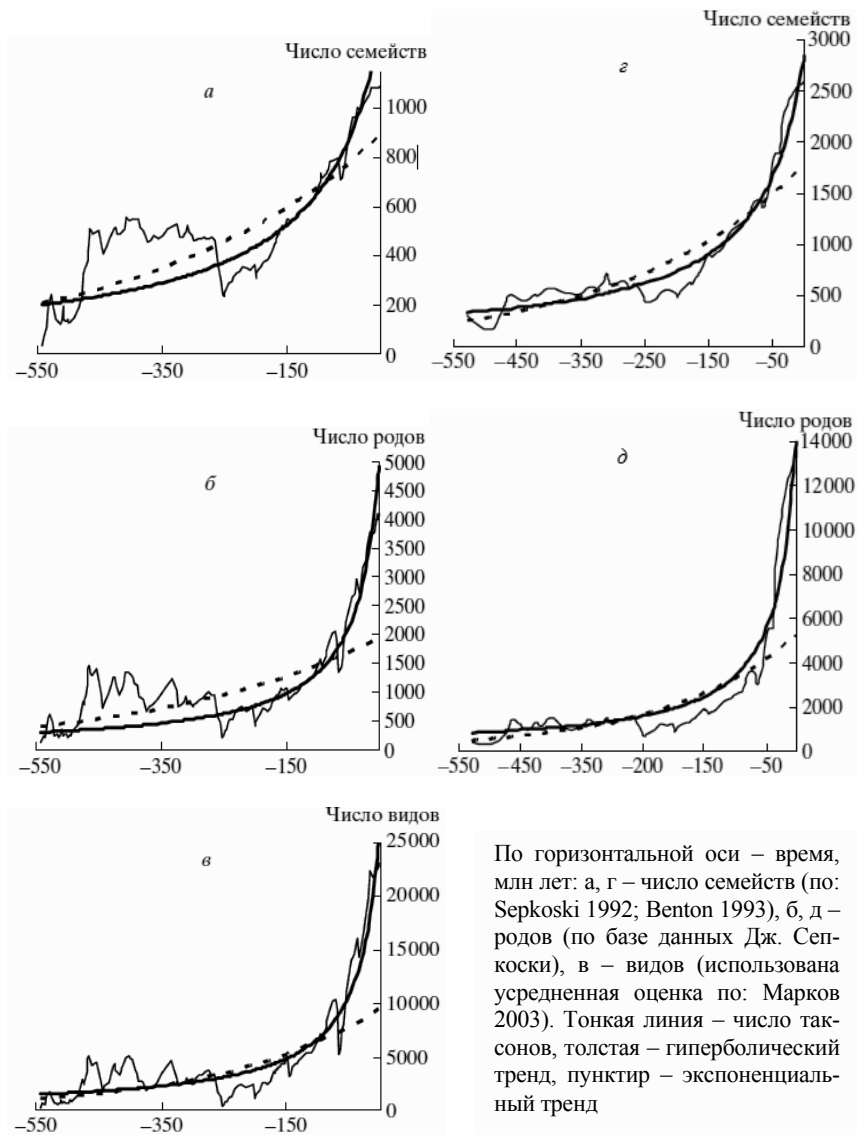 Число семейств
а
1000
800
600
400
200
0
–550 –350 –150
Число семейств
г
3000
2500
2000
1500
1000
500
0
–550 –450 –350 –250 –150 –50
Число родов
б
5000
4500
4000
3500
3000
2500
2000
1500
1000
500
0
–550 –350 –150
Число родов
д
14000
12000
10000
8000
6000
4000
2000
0
–550 –450 –350 –200 –150 –50
Число видов
в
25000
20000
15000
10000
5000
0
–550 –350 –150
По горизонтальной оси – время,
млн лет: а, г – число семейств (по:
Sepkoski 1992; Benton 1993), б, д –
родов (по базе данных Дж. Сеп-
коски), в – видов (использована
усредненная оценка по: Марков
2003). Тонкая линия – число так-
сонов, толстая – гиперболический
тренд, пунктир – экспоненциаль-
ный тренд